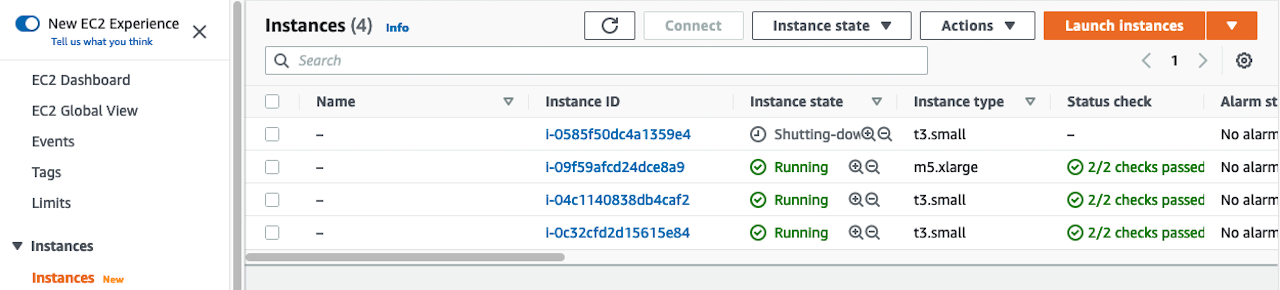 New EC2 Experience
Tell us what you think
EC2 Dashboard
EC2 Global View
Events
Tags
Limits
Instances
Instances New
Instances (4) Info
Connect
Instance state
Actions
Launch instances
Search
1
Name Instance ID Instance state Instance type Status check Alarm st
– i-0585f50dc4a1359e4 Shutting-dow t3.small – No alarm
– i-09f59afcd24dce8a9 Running m5.xlarge 2/2 checks passed No alarm
– i-04c1140838db4caf2 Running t3.small 2/2 checks passed No alarm
– i-0c32cfd2d15615e84 Running t3.small 2/2 checks passed No alarm